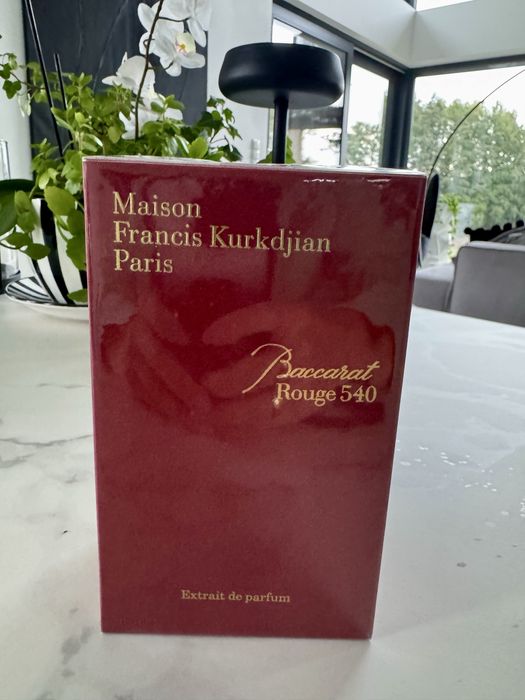 Maison
Francis Kurkdjian
Paris
Baccarat
Rouge 540
Extrait de parfum